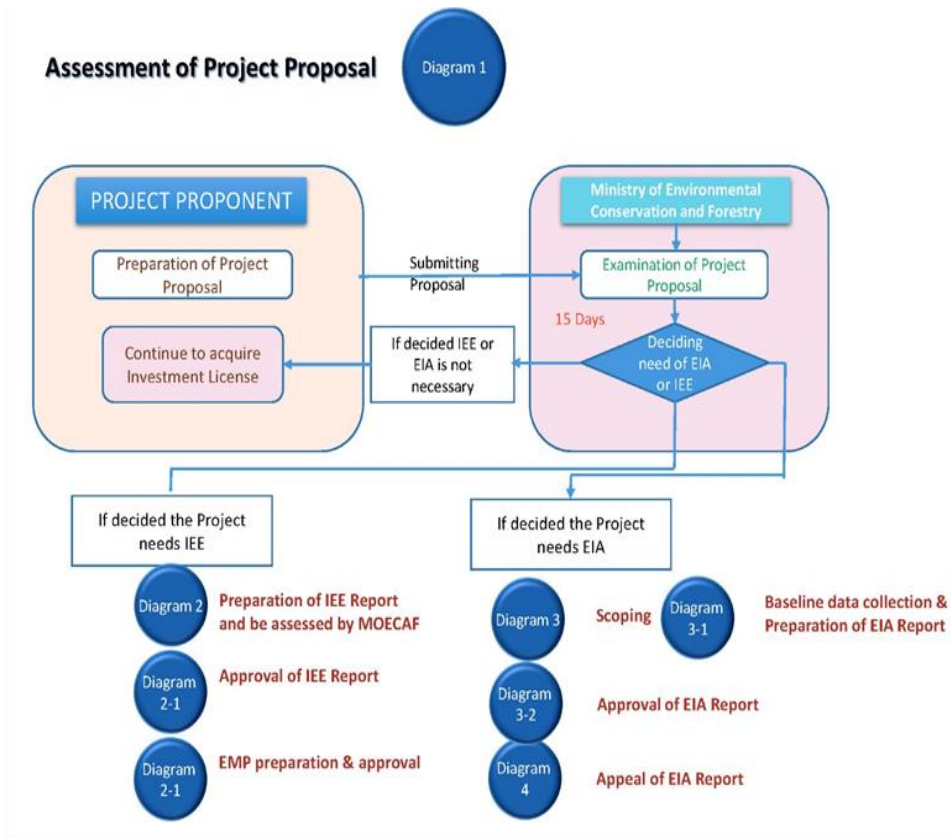 Assessment of Project Proposal
Diagram 1
PROJECT PROPONENT
Ministry of Environmental
Conservation and Forestry
Preparation of Project
Proposal
Submitting
Proposal
Examination of Project
Proposal
15 Days
Continue to acquire
Investment License
If decided IEE or
EIA is not
necessary
Deciding
need of EIA
or IEE
If decided the Project
needs IEE
If decided the Project
needs EIA
Diagram 2
Preparation of IEE Report
and be assessed by MOECAF
Diagram 3
Scoping
Diagram
3-1
Baseline data collection &
Preparation of EIA Report
Diagram
2-1
Approval of IEE Report
Diagram
3-2
Approval of EIA Report
Diagram
2-1
EMP preparation & approval
Diagram
4
Appeal of EIA Report